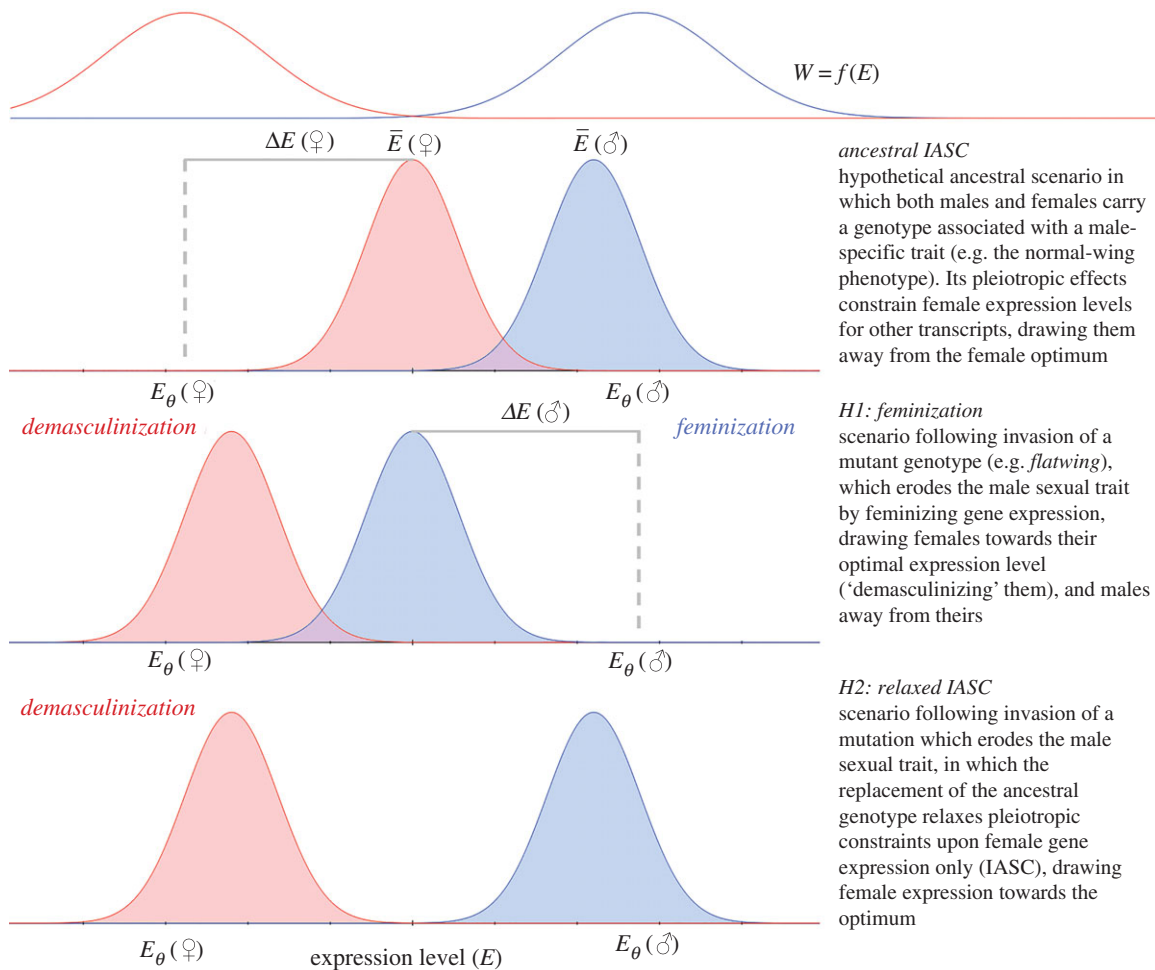 W = f(E)
ΔE (♀)
E̅ (♀)
E̅ (♂)
E_θ (♀)
E_θ (♂)
ancestral IASC
hypothetical ancestral scenario in
which both males and females carry
a genotype associated with a male-
specific trait (e.g. the normal-wing
phenotype). Its pleiotropic effects
constrain female expression levels
for other transcripts, drawing them
away from the female optimum
demasculinization
ΔE (♂)
feminization
E_θ (♀)
E_θ (♂)
H1: feminization
scenario following invasion of a
mutant genotype (e.g. flatwing),
which erodes the male sexual trait
by feminizing gene expression,
drawing females towards their
optimal expression level
(‘demasculinizing’ them), and males
away from theirs
demasculinization
E_θ (♀)
E_θ (♂)
expression level (E)
H2: relaxed IASC
scenario following invasion of a
mutation which erodes the male
sexual trait, in which the
replacement of the ancestral
genotype relaxes pleiotropic
constraints upon female gene
expression only (IASC), drawing
female expression towards the
optimum